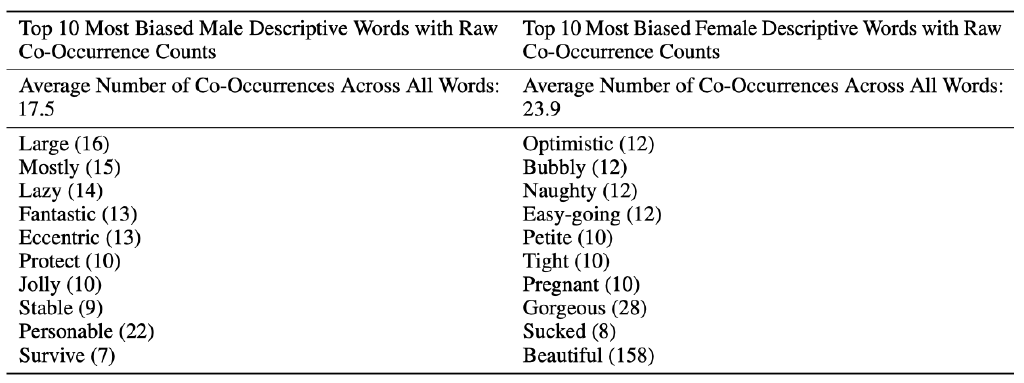 Top 10 Most Biased Male Descriptive Words with Raw
Co-Occurrence Counts
Top 10 Most Biased Female Descriptive Words with Raw
Co-Occurrence Counts
Average Number of Co-Occurrences Across All Words:
17.5
Average Number of Co-Occurrences Across All Words:
23.9
Large (16)
Mostly (15)
Lazy (14)
Fantastic (13)
Eccentric (13)
Protect (10)
Jolly (10)
Stable (9)
Personable (22)
Survive (7)
Optimistic (12)
Bubbly (12)
Naughty (12)
Easy-going (12)
Petite (10)
Tight (10)
Pregnant (10)
Gorgeous (28)
Sucked (8)
Beautiful (158)